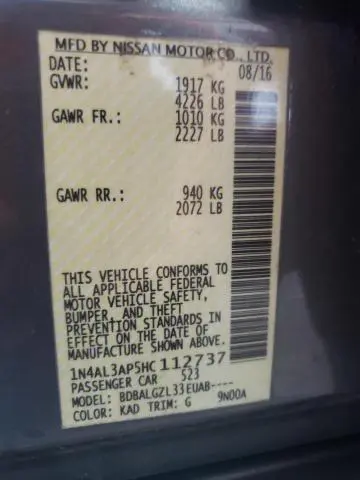 MFD BY NISSAN MOTOR CO., LTD.
DATE: 08/16
GVWR: 1917 KG
4226 LB
GAWR FR.: 1010 KG
2227 LB
GAWR RR.: 940 KG
2072 LB
THIS VEHICLE CONFORMS TO
ALL APPLICABLE FEDERAL
MOTOR VEHICLE SAFETY,
BUMPER, AND THEFT
PREVENTION STANDARDS IN
EFFECT ON THE DATE OF
MANUFACTURE SHOWN ABOVE.
1N4AL3AP5HC112737
PASSENGER CAR 523
MODEL: BDBALGZL33EUAB----
COLOR: KAD TRIM: G 9N00A